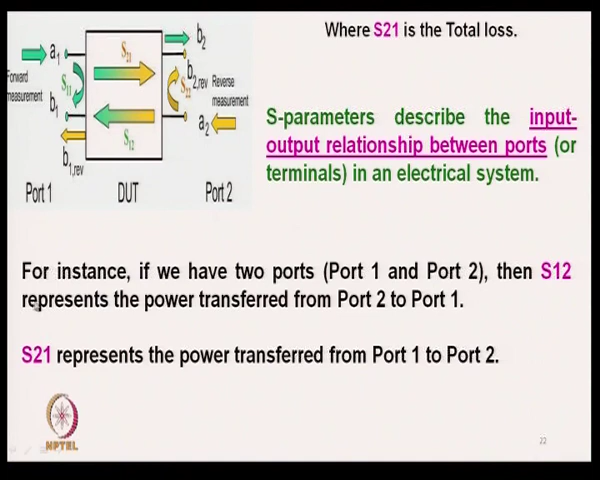 Where S21 is the Total loss.
a1
S21
b2
Forward
measurement
S11
b2,rev
S22
Reverse
measurement
b1
S12
a2
b1,rev
Port 1
DUT
Port 2
S-parameters describe the input-
output relationship between ports (or
terminals) in an electrical system.
For instance, if we have two ports (Port 1 and Port 2), then S12
represents the power transferred from Port 2 to Port 1.
S21 represents the power transferred from Port 1 to Port 2.
NPTEL
22